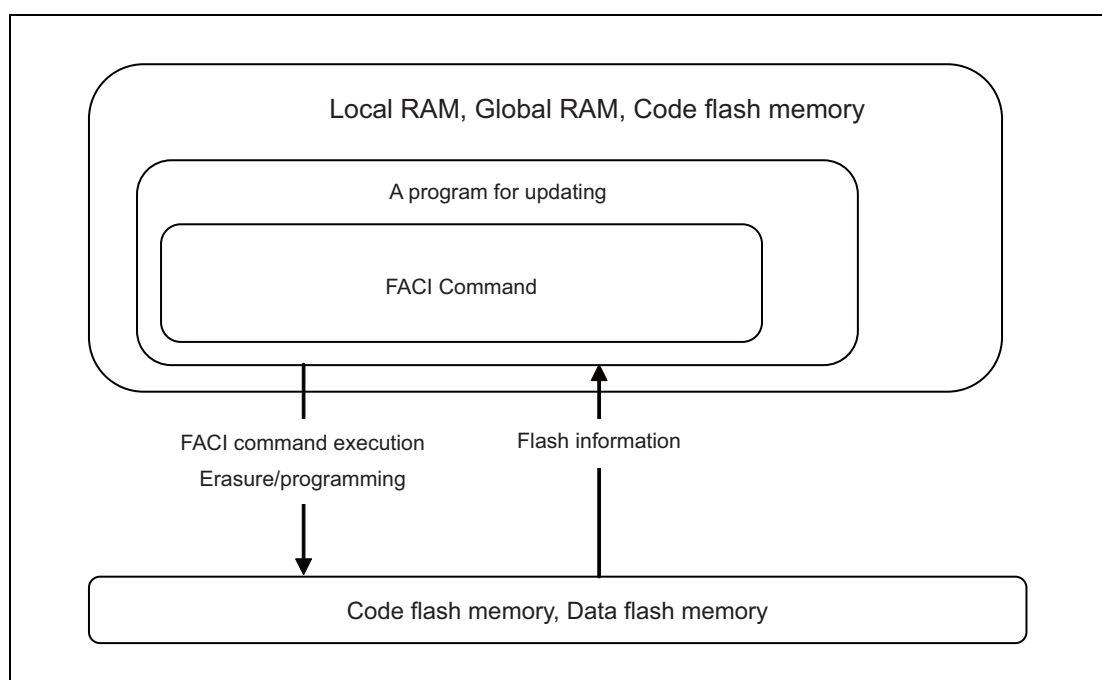 Local RAM, Global RAM, Code flash memory
A program for updating
FACI Command
FACI command execution
Erasure/programming
Flash information
Code flash memory, Data flash memory